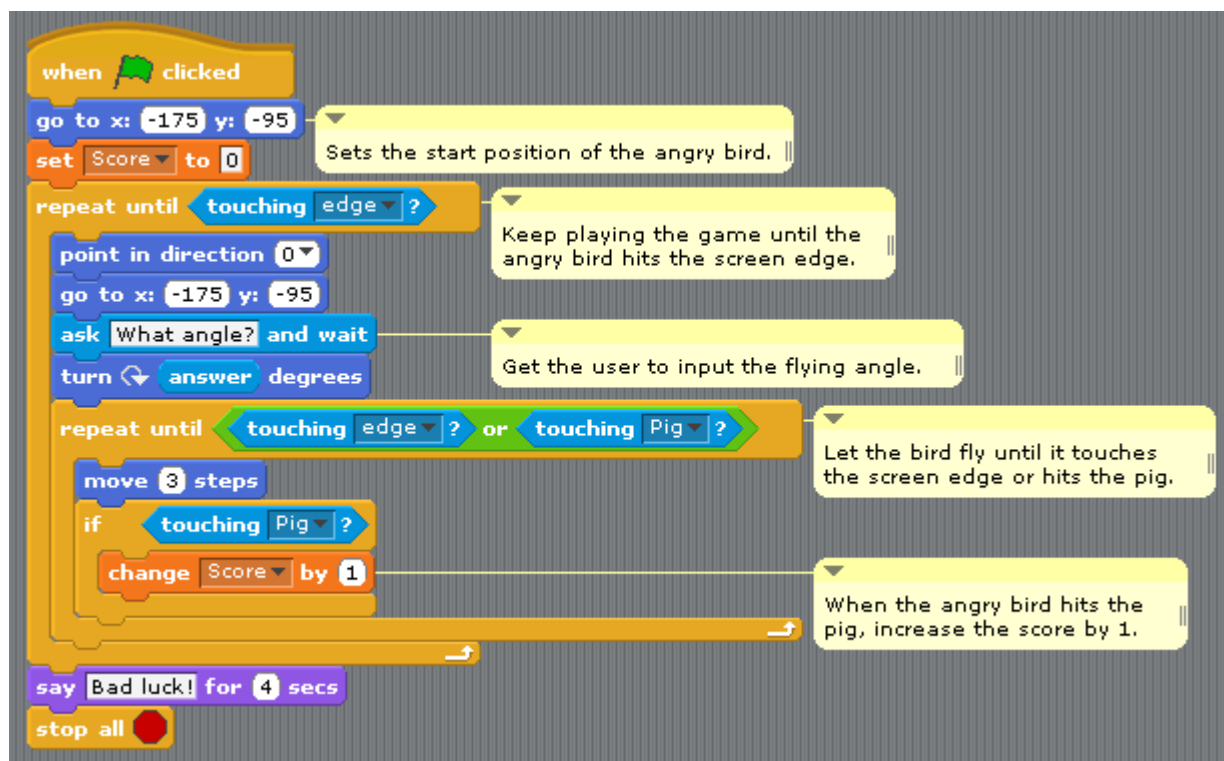 when clicked
go to x: -175 y: -95
Sets the start position of the angry bird.
set Score to 0
repeat until touching edge ?
Keep playing the game until the
angry bird hits the screen edge.
point in direction 0
go to x: -175 y: -95
ask What angle? and wait
Get the user to input the flying angle.
turn answer degrees
repeat until touching edge ? or touching Pig ?
Let the bird fly until it touches
the screen edge or hits the pig.
move 3 steps
if touching Pig ?
change Score by 1
When the angry bird hits the
pig, increase the score by 1.
say Bad luck! for 4 secs
stop all